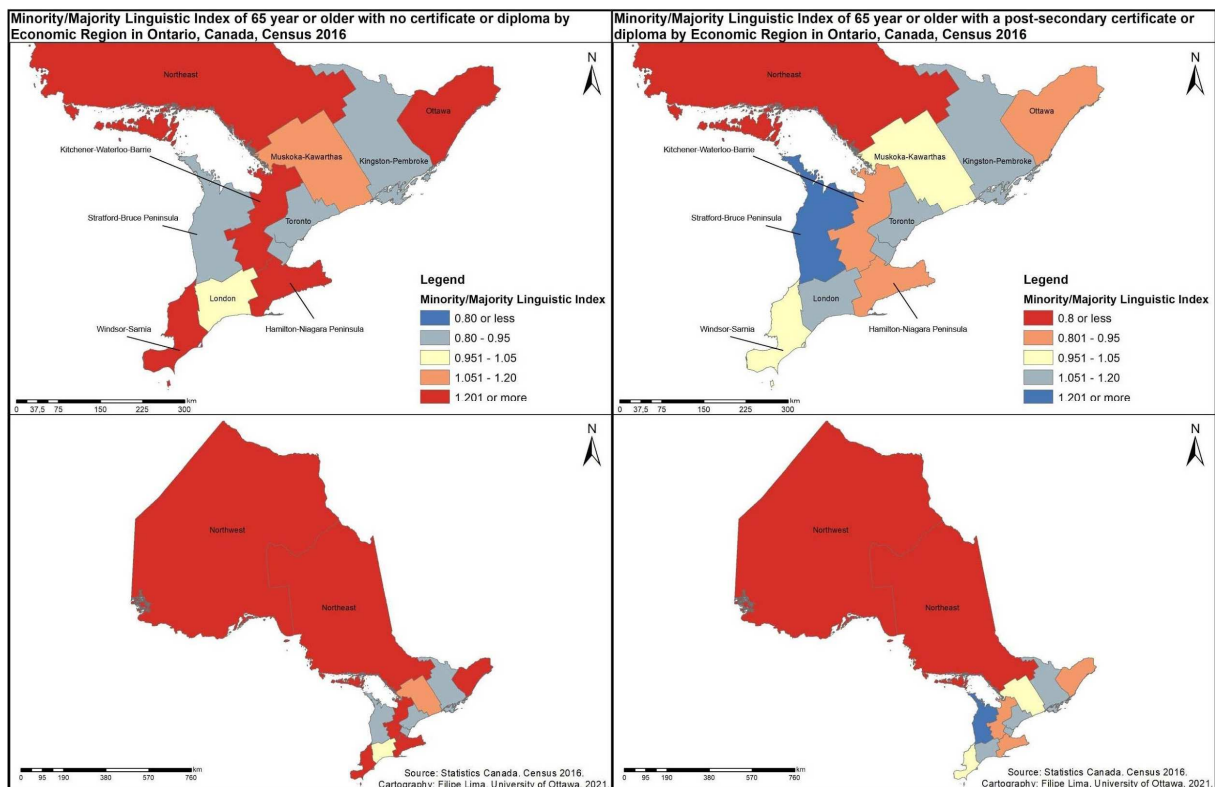 Minority/Majority Linguistic Index of 65 year or older with no certificate or diploma by
Economic Region in Ontario, Canada, Census 2016
N
Northeast
Ottawa
Kitchener-Waterloo-Barrie
Muskoka-Kawarthas
Kingston-Pembroke
Stratford-Bruce Peninsula
Toronto
London
Windsor-Sarnia
Hamilton-Niagara Peninsula
Legend
Minority/Majority Linguistic Index
0.80 or less
0.80 - 0.95
0.951 - 1.05
1.051 - 1.20
1.201 or more
km
0 37,5 75 150 225 300
Minority/Majority Linguistic Index of 65 year or older with a post-secondary certificate or
diploma by Economic Region in Ontario, Canada, Census 2016
N
Northeast
Ottawa
Kitchener-Waterloo-Barrie
Muskoka-Kawarthas
Kingston-Pembroke
Stratford-Bruce Peninsula
Toronto
London
Windsor-Sarnia
Hamilton-Niagara Peninsula
Legend
Minority/Majority Linguistic Index
0.8 or less
0.801 - 0.95
0.951 - 1.05
1.051 - 1.20
1.201 or more
km
0 37,5 75 150 225 300
N
Northwest
Northeast
km
0 95 190 380 570 760
Source: Statistics Canada. Census 2016.
Cartography: Filipe Lima. University of Ottawa. 2021.
N
Northwest
Northeast
km
0 95 190 380 570 760
Source: Statistics Canada. Census 2016.
Cartography: Filipe Lima. University of Ottawa. 2021.